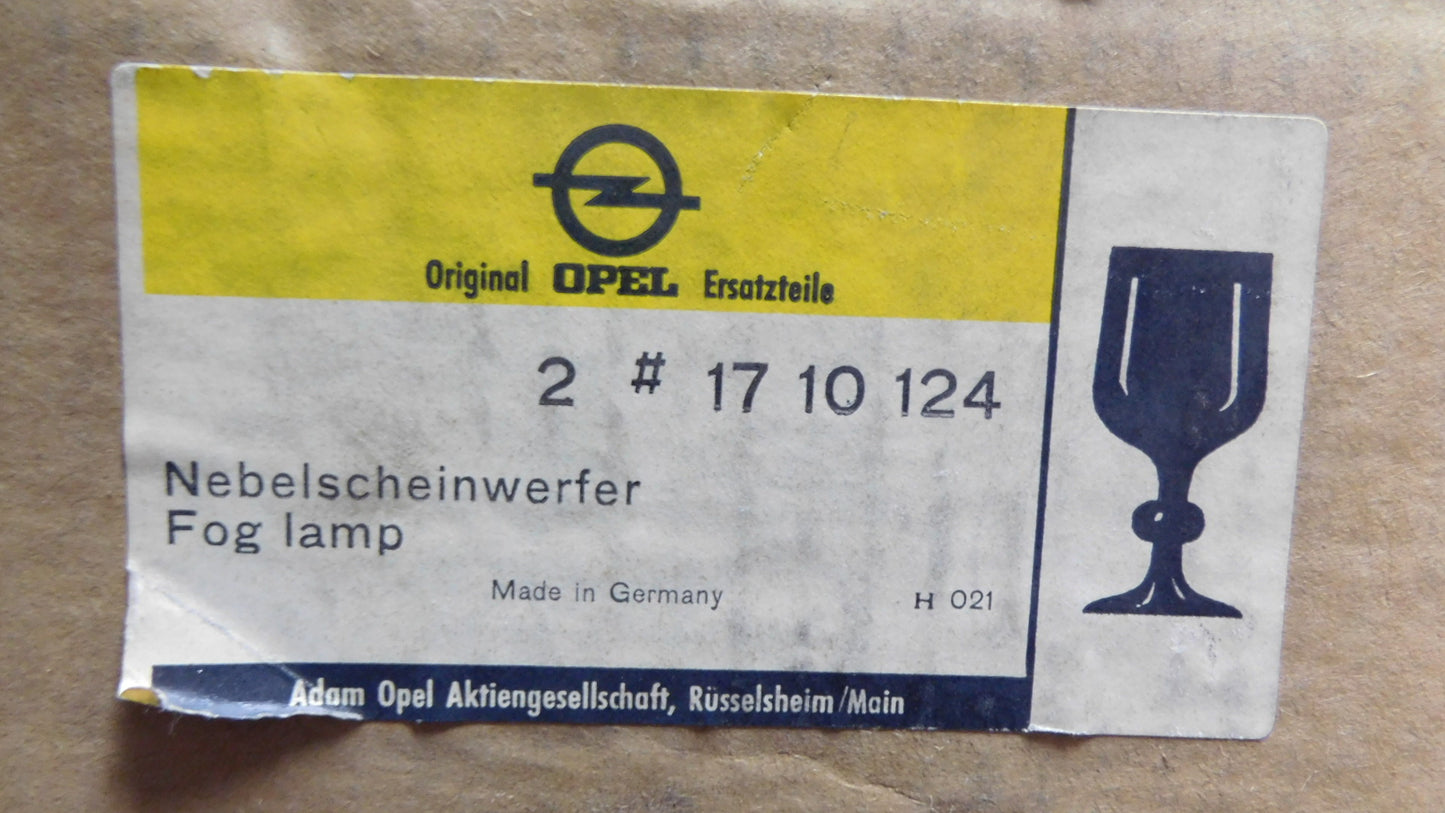 Original OPEL Ersatzteile
2 # 17 10 124
Nebelscheinwerfer
Fog lamp
Made in Germany H 021
Adam Opel Aktiengesellschaft, Rüsselsheim/Main